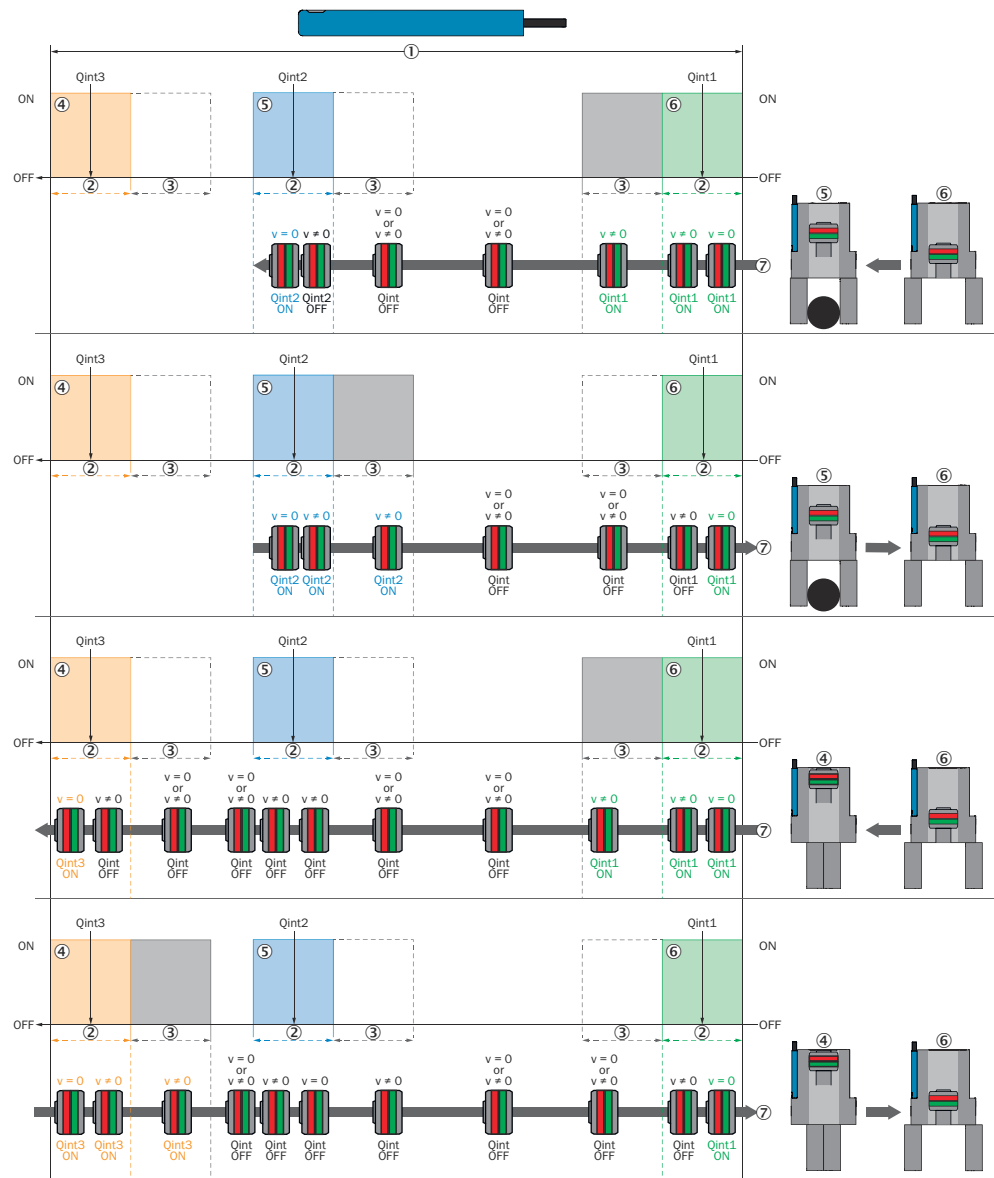 ①
Qint3 Qint2 Qint1
ON ④ ⑤ ⑥ ON
OFF ② ③ ② ③ ③ ② OFF
⑤ ⑥
v = 0 or v ≠ 0 v = 0 or v ≠ 0
v = 0 v ≠ 0 v ≠ 0 v ≠ 0 v = 0
⑦
Qint2 ON Qint2 OFF Qint OFF Qint OFF Qint1 ON Qint1 ON Qint1 ON
Qint3 Qint2 Qint1
ON ④ ⑤ ⑥ ON
OFF ② ③ ② ③ ③ ② OFF
⑤ ⑥
v = 0 or v ≠ 0 v = 0 or v ≠ 0
v = 0 v ≠ 0 v ≠ 0 v ≠ 0 v = 0
⑦
Qint2 ON Qint2 ON Qint2 ON Qint OFF Qint OFF Qint1 OFF Qint1 ON
Qint3 Qint2 Qint1
ON ④ ⑤ ⑥ ON
OFF ② ③ ② ③ ③ ② OFF
④ ⑥
v = 0 v ≠ 0 v = 0 or v ≠ 0 v = 0 or v ≠ 0 v ≠ 0 v ≠ 0 v = 0 or v ≠ 0 v = 0 or v ≠ 0 v ≠ 0 v ≠ 0 v = 0
⑦
Qint3 ON Qint OFF Qint OFF Qint OFF Qint OFF Qint OFF Qint OFF Qint OFF Qint1 ON Qint1 ON Qint1 ON
Qint3 Qint2 Qint1
ON ④ ⑤ ⑥ ON
OFF ② ③ ② ③ ③ ② OFF
④ ⑥
v = 0 v ≠ 0 v ≠ 0 v = 0 or v ≠ 0 v ≠ 0 v = 0 v = 0 or v ≠ 0 v = 0 or v ≠ 0 v ≠ 0 v = 0
⑦
Qint3 ON Qint3 ON Qint3 ON Qint OFF Qint OFF Qint OFF Qint OFF Qint OFF Qint OFF Qint OFF Qint1 ON